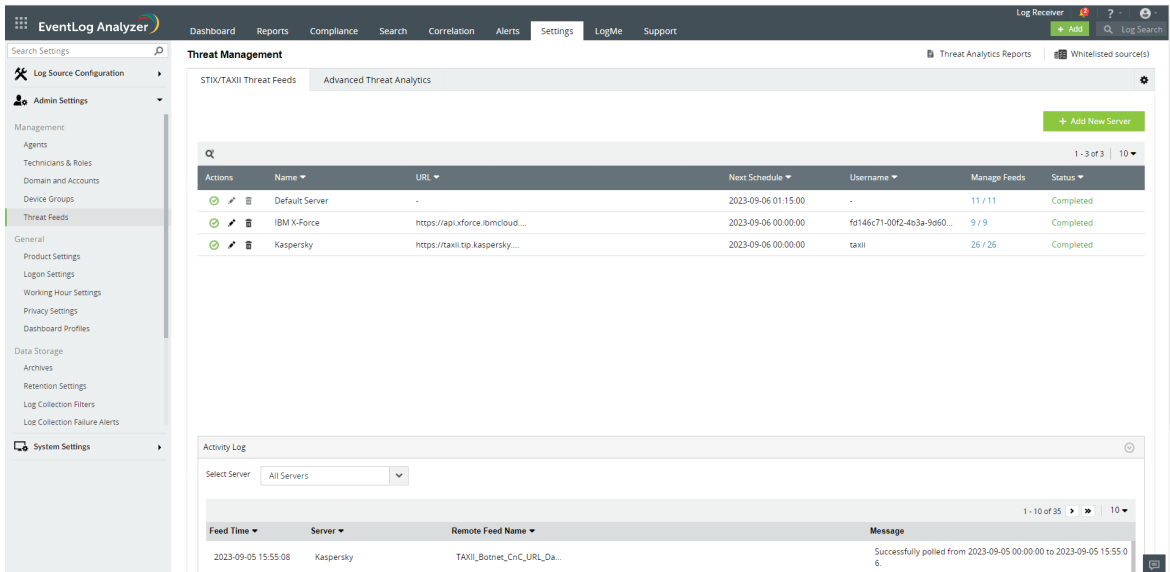 Log Receiver
2
?
EventLog Analyzer
Dashboard Reports Compliance Search Correlation Alerts Settings LogMe Support
+ Add
Log Search
Search Settings
Log Source Configuration
Admin Settings
Management
Agents
Technicians & Roles
Domain and Accounts
Device Groups
Threat Feeds
General
Product Settings
Logon Settings
Working Hour Settings
Privacy Settings
Dashboard Profiles
Data Storage
Archives
Retention Settings
Log Collection Filters
Log Collection Failure Alerts
System Settings
Threat Management
Threat Analytics Reports
Whitelisted source(s)
STIX/TAXII Threat Feeds Advanced Threat Analytics
+ Add New Server
1 - 3 of 3 10
Actions Name URL Next Schedule Username Manage Feeds Status
Default Server - 2023-09-06 01:15:00 - 11 / 11 Completed
IBM X-Force https://api.xforce.ibmcloud.... 2023-09-06 00:00:00 fd146c71-00f2-4b3a-9d60... 9 / 9 Completed
Kaspersky https://taxii.tip.kaspersky.... 2023-09-06 00:00:00 taxii 26 / 26 Completed
Activity Log
Select Server All Servers
1 - 10 of 35 10
Feed Time Server Remote Feed Name Message
2023-09-05 15:55:08 Kaspersky TAXII_Botnet_CnC_URL_Da... Successfully polled from 2023-09-05 00:00:00 to 2023-09-05 15:55:0
6.